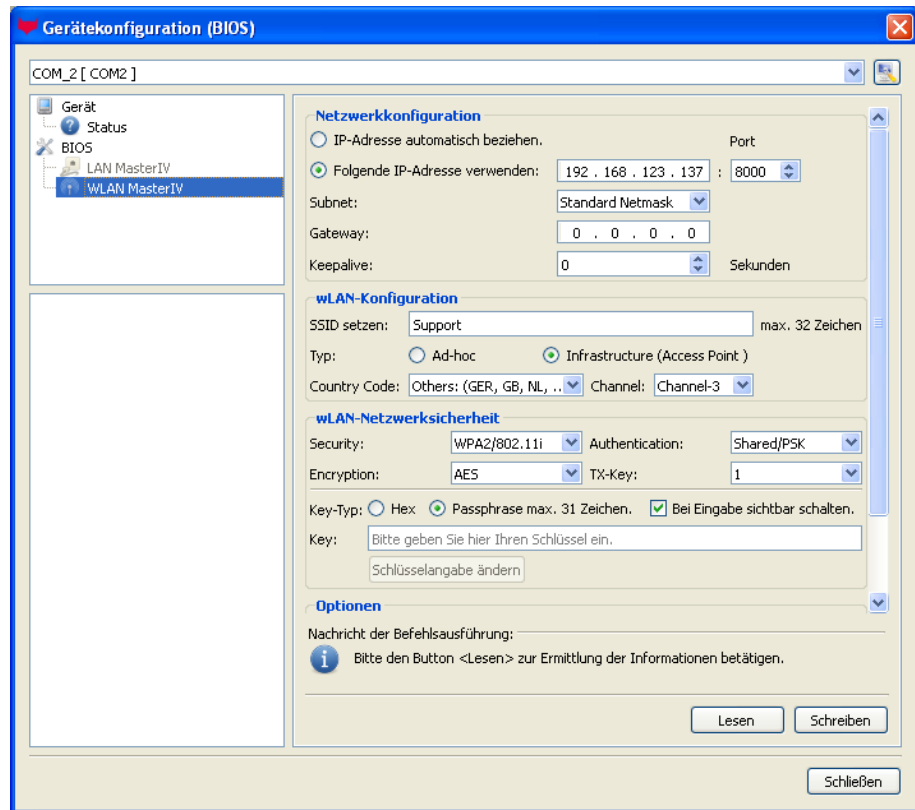 Gerätekonfiguration (BIOS)
COM_2 [ COM2 ]
Gerät
Status
BIOS
LAN MasterIV
WLAN MasterIV
Netzwerkkonfiguration
IP-Adresse automatisch beziehen. Port
Folgende IP-Adresse verwenden: 192 . 168 . 123 . 137 : 8000
Subnet: Standard Netmask
Gateway: 0 . 0 . 0 . 0
Keepalive: 0 Sekunden
wLAN-Konfiguration
SSID setzen: Support max. 32 Zeichen
Typ: Ad-hoc Infrastructure (Access Point )
Country Code: Others: (GER, GB, NL, .. Channel: Channel-3
wLAN-Netzwerksicherheit
Security: WPA2/802.11i Authentication: Shared/PSK
Encryption: AES TX-Key: 1
Key-Typ: Hex Passphrase max. 31 Zeichen. Bei Eingabe sichtbar schalten.
Key: Bitte geben Sie hier Ihren Schlüssel ein.
Schlüsselangabe ändern
Optionen
Nachricht der Befehlsausführung:
Bitte den Button <Lesen> zur Ermittlung der Informationen betätigen.
Lesen Schreiben
Schließen